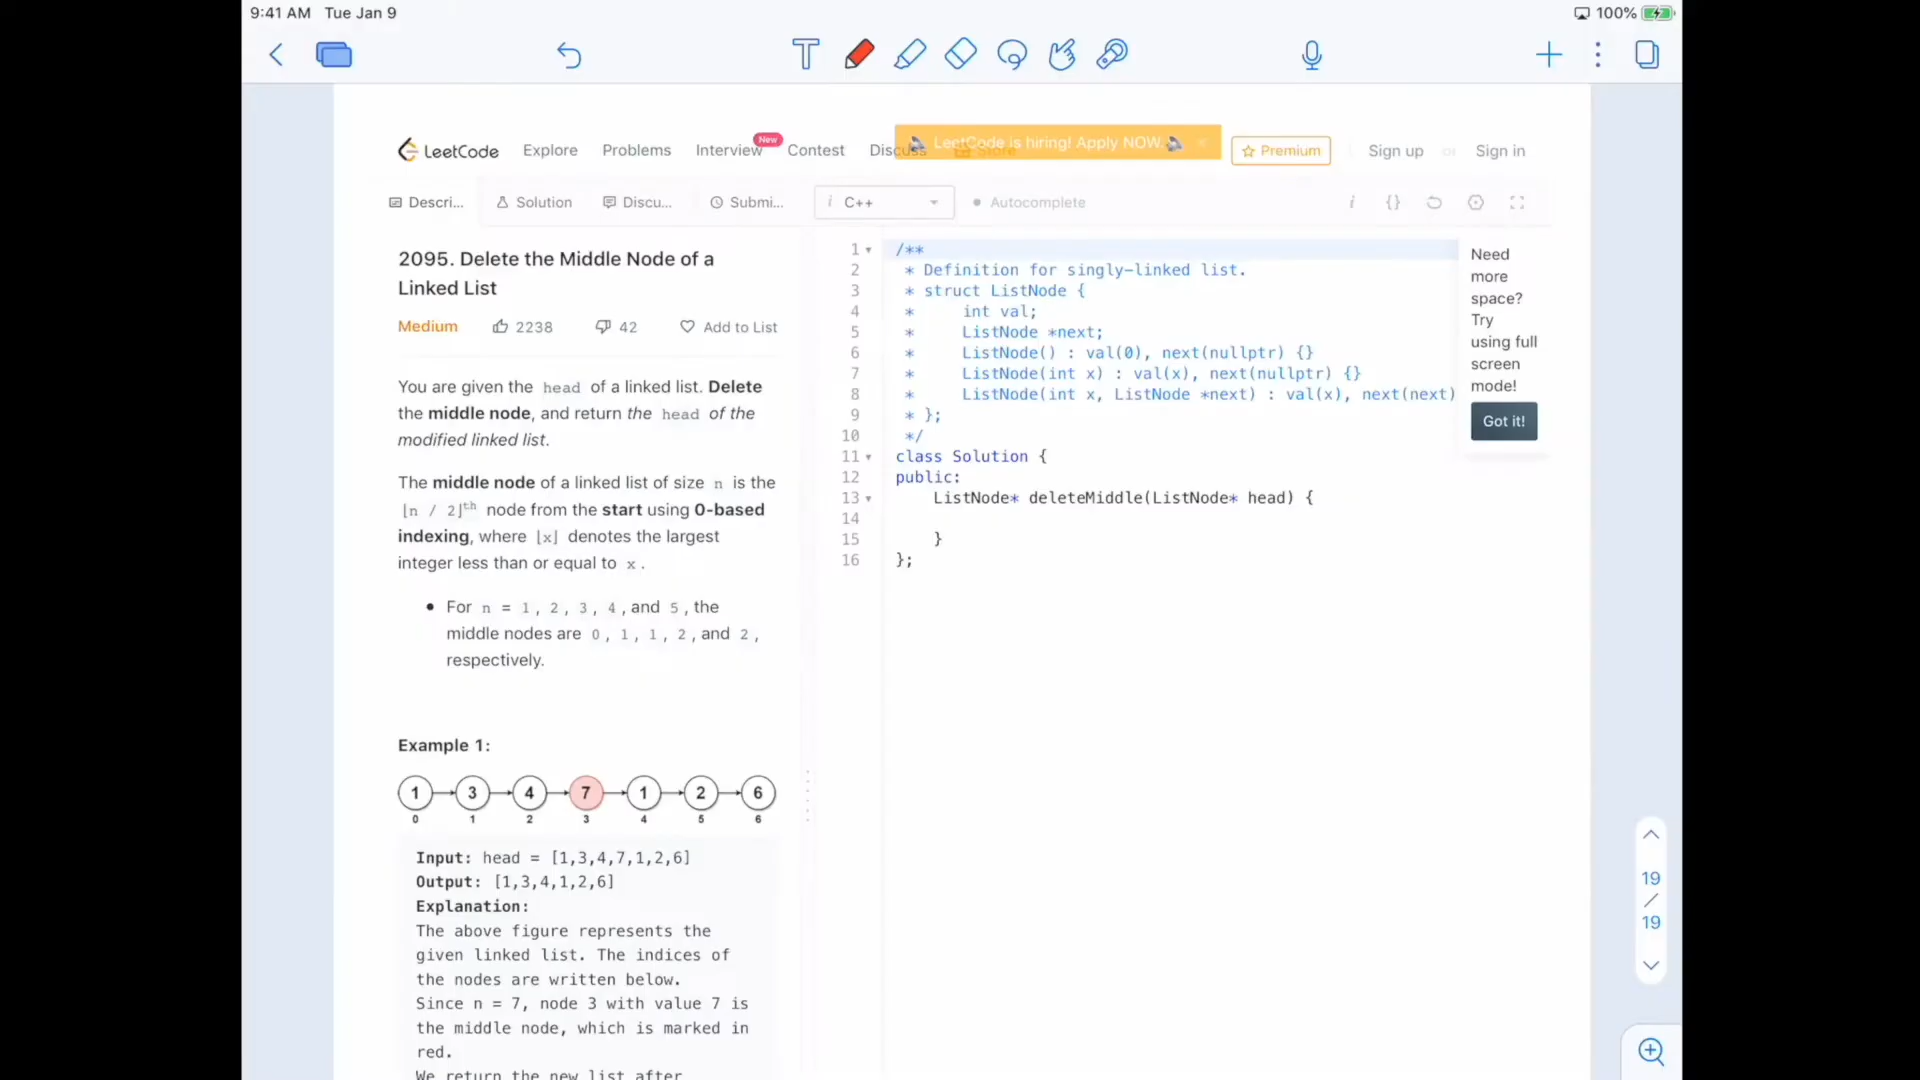 9:41 AM Tue Jan 9
100%
LeetCode
Explore
Problems
Interview
New
Contest
Discuss
LeetCode is hiring! Apply NOW.
Store
Premium
Sign up
or
Sign in
Descri...
Solution
Discu...
Submi...
i C++
Autocomplete
2095. Delete the Middle Node of a
Linked List
Medium
2238
42
Add to List
You are given the head of a linked list. Delete
the middle node, and return the head of the
modified linked list.
The middle node of a linked list of size n is the
⌊n / 2⌋th node from the start using 0-based
indexing, where ⌊x⌋ denotes the largest
integer less than or equal to x .
• For n = 1 , 2 , 3 , 4 , and 5 , the
middle nodes are 0 , 1 , 1 , 2 , and 2 ,
respectively.
Example 1:
1 3 4 7 1 2 6
0 1 2 3 4 5 6
Input: head = [1,3,4,7,1,2,6]
Output: [1,3,4,1,2,6]
Explanation:
The above figure represents the
given linked list. The indices of
the nodes are written below.
Since n = 7, node 3 with value 7 is
the middle node, which is marked in
red.
We return the new list after
1 /**
2 * Definition for singly-linked list.
3 * struct ListNode {
4 * int val;
5 * ListNode *next;
6 * ListNode() : val(0), next(nullptr) {}
7 * ListNode(int x) : val(x), next(nullptr) {}
8 * ListNode(int x, ListNode *next) : val(x), next(next)
9 * };
10 */
11 class Solution {
12 public:
13 ListNode* deleteMiddle(ListNode* head) {
14
15 }
16 };
i {}
Need
more
space?
Try
using full
screen
mode!
Got it!
19
/
19